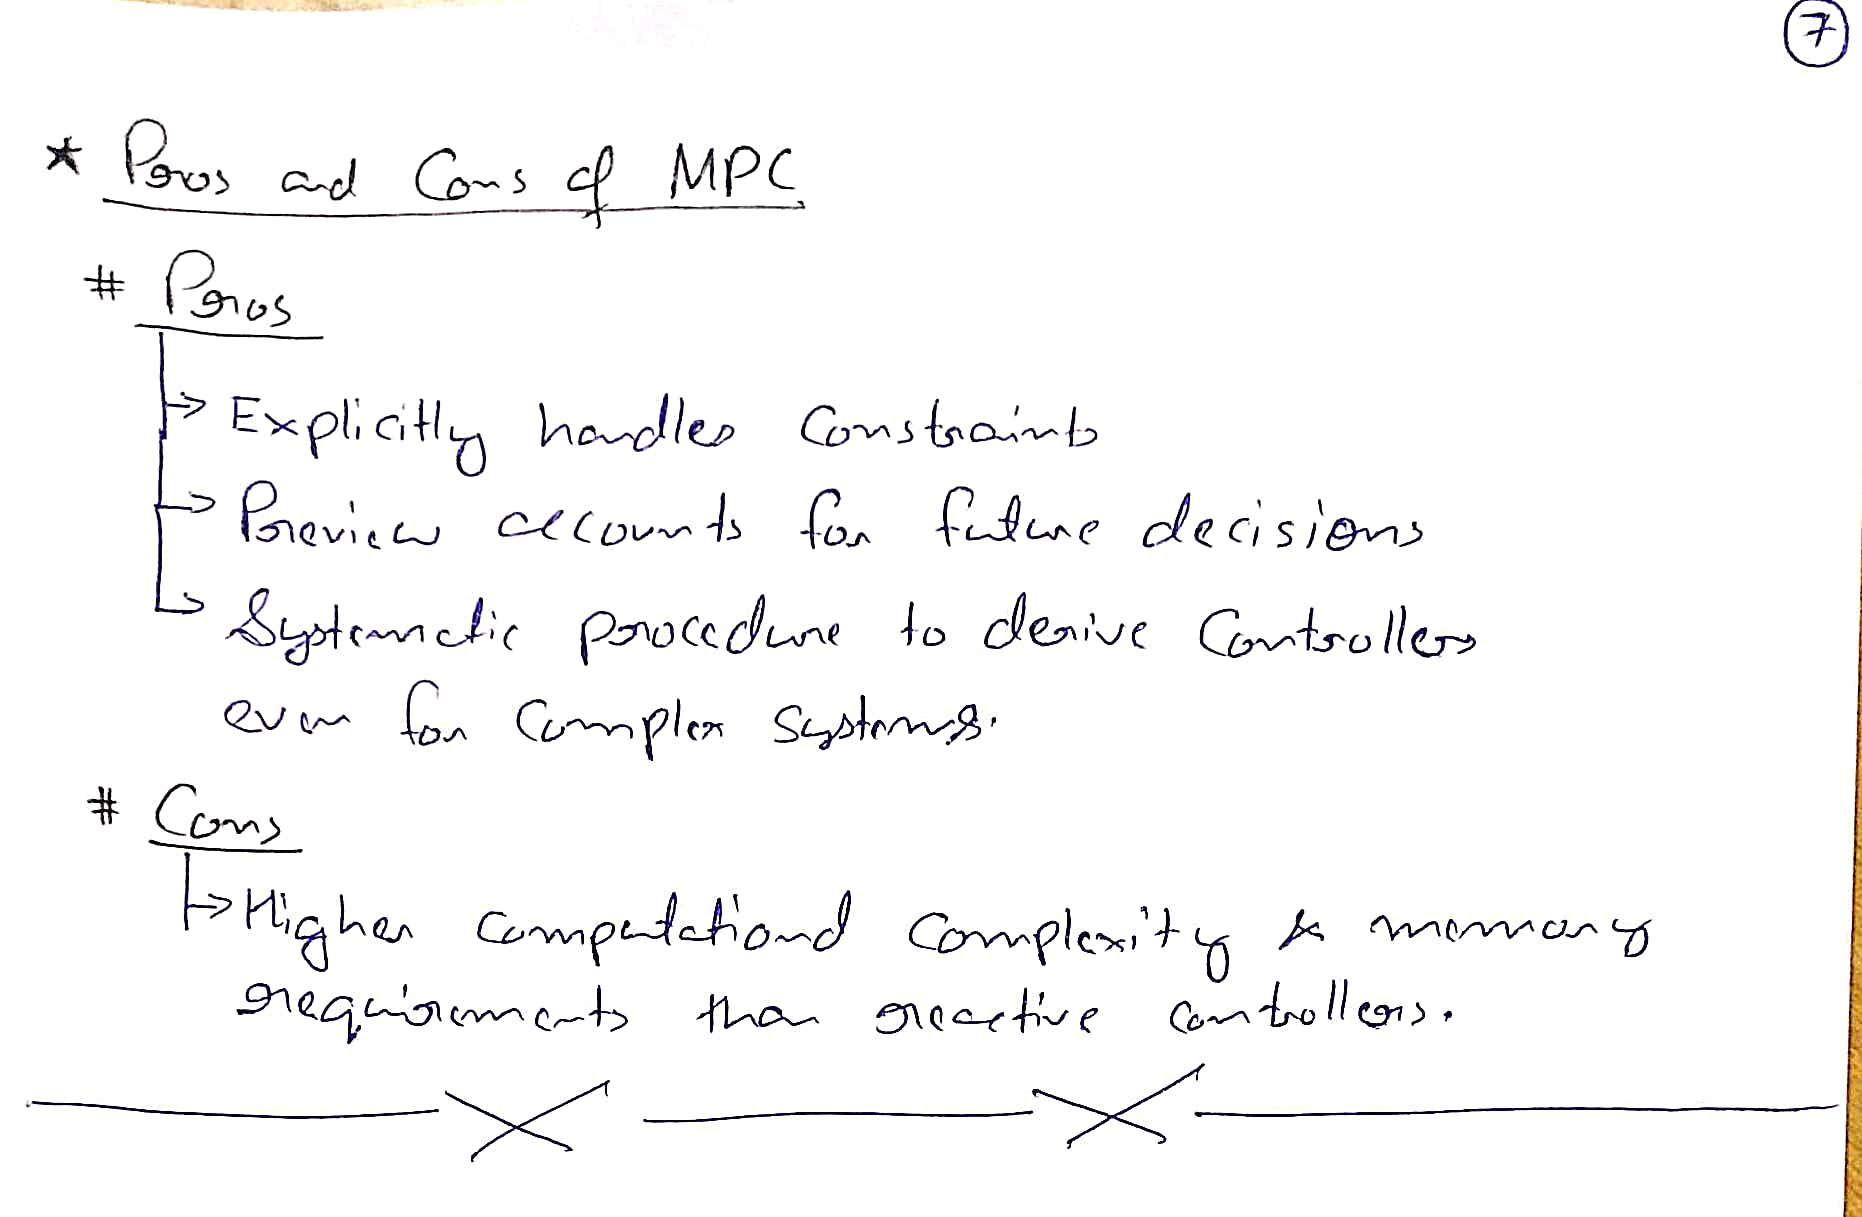 7
* Pros and Cons of MPC
# Pros
→ Explicitly handles Constraints
→ Preview accounts for future decisions
↳ Systematic procedure to derive Controllers
even for Complex Systems.
# Cons
→ Higher computational complexity & memory
requirements than reactive controllers.